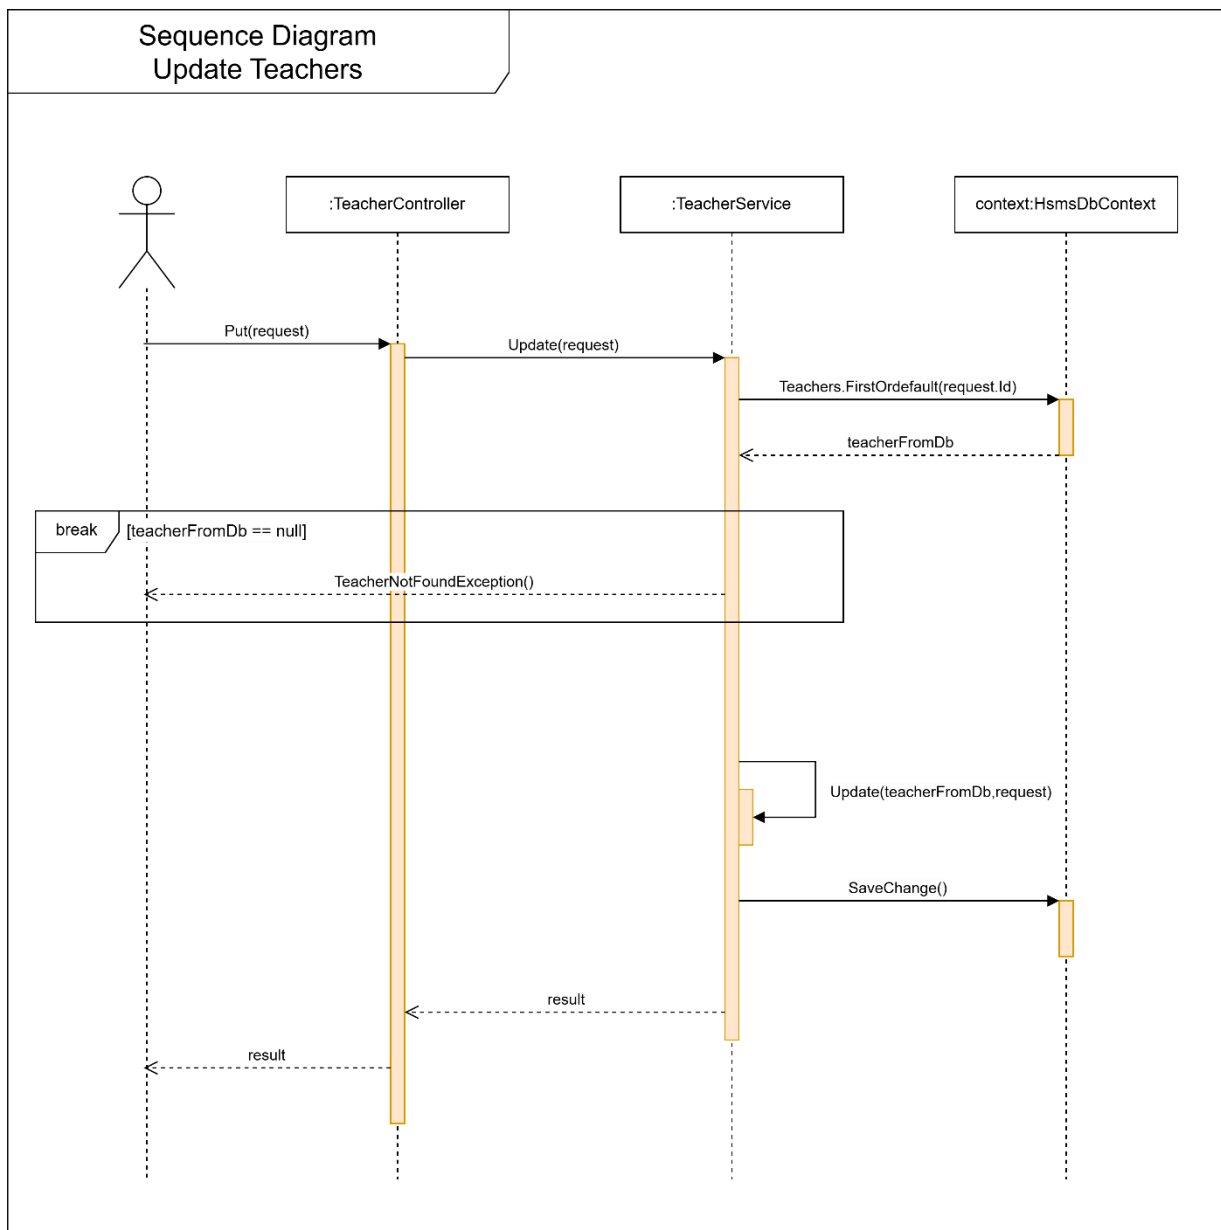 Sequence Diagram
Update Teachers
:TeacherController
:TeacherService
context:HsmsDbContext
Put(request)
Update(request)
Teachers.FirstOrdefault(request.Id)
teacherFromDb
break
[teacherFromDb == null]
TeacherNotFoundException()
Update(teacherFromDb,request)
SaveChange()
result
result